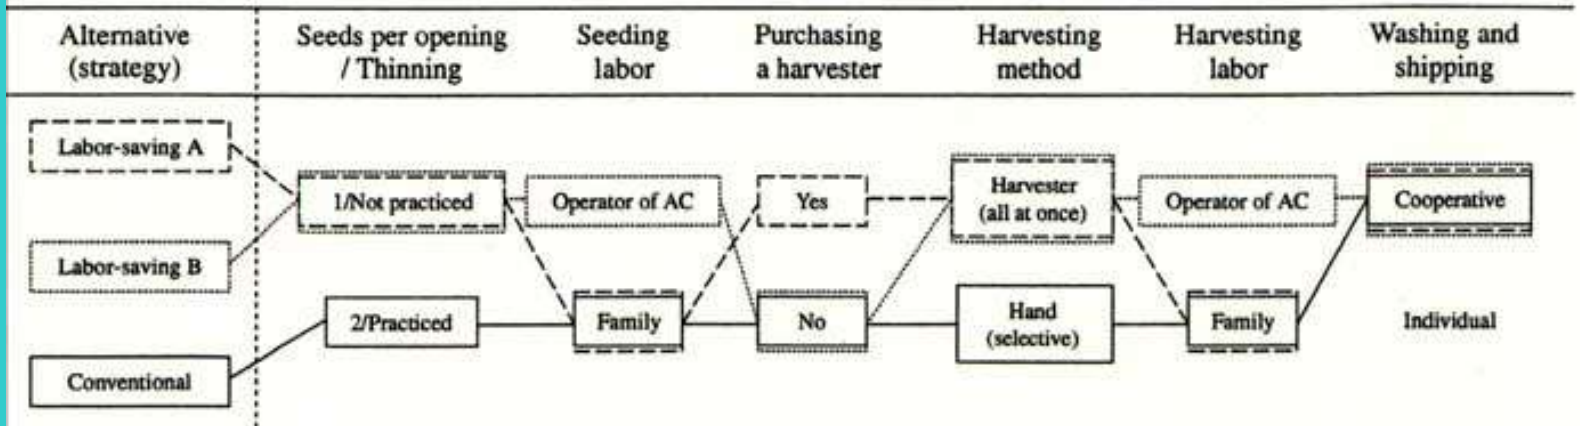 Alternative
(strategy)
Seeds per opening
/ Thinning
Seeding
labor
Purchasing
a harvester
Harvesting
method
Harvesting
labor
Washing and
shipping
Labor-saving A
Labor-saving B
Conventional
1/Not practiced
2/Practiced
Operator of AC
Family
Yes
No
Harvester
(all at once)
Hand
(selective)
Operator of AC
Family
Cooperative
Individual